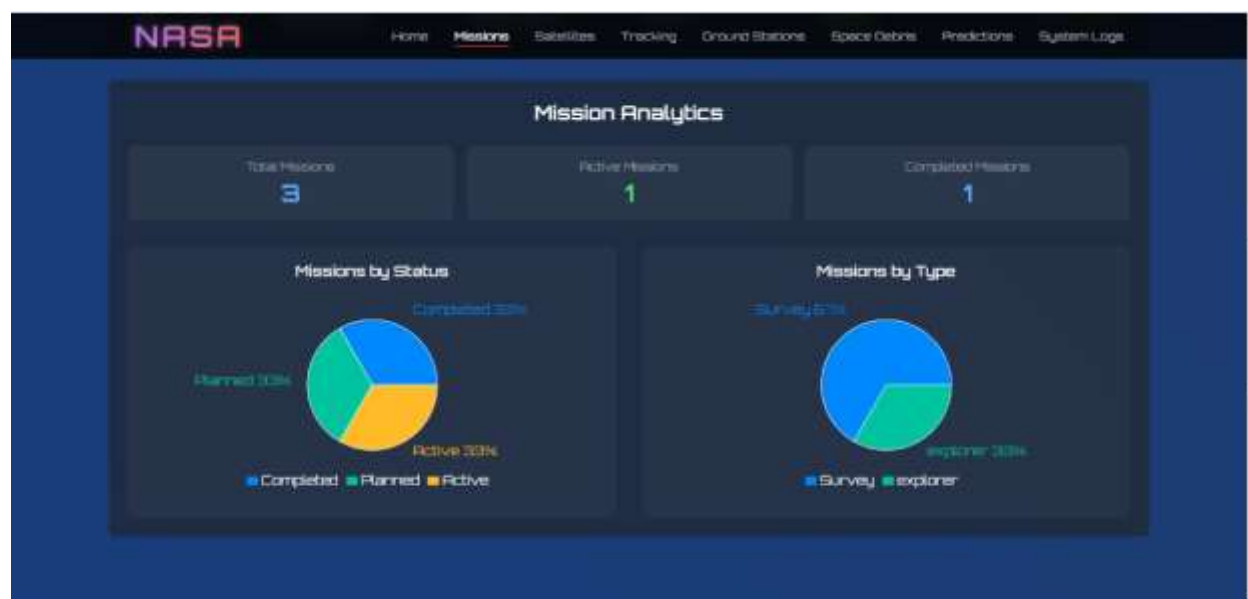 NASA
Home Missions Satellites Tracking Ground Stations Space Debris Predictions System Logs
Mission Analytics
Total Missions Active Missions Completed Missions
3 1 1
Missions by Status Missions by Type
Completed 33% Survey 67%
Planned 33%
Active 33% explorer 33%
Completed Planned Active Survey explorer